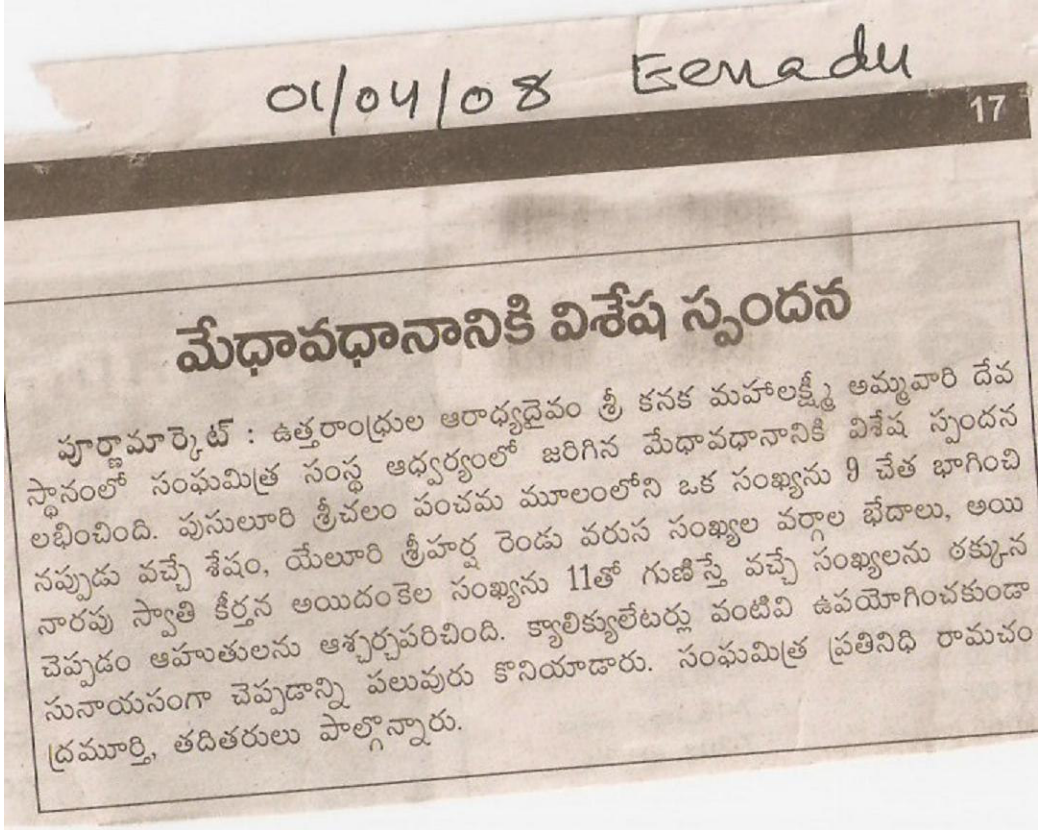 01/04/08 Eenadu
17
మేధావధానానికి విశేష స్పందన
పూర్ణామార్కెట్ : ఉత్తరాంధ్రుల ఆరాధ్యదైవం శ్రీ కనక మహాలక్ష్మీ అమ్మవారి దేవ
స్థానంలో సంఘమిత్ర సంస్థ ఆధ్వర్యంలో జరిగిన మేధావధానానికి విశేష స్పందన
లభించింది. పుసులూరి శ్రీచలం పంచమ మూలంలోని ఒక సంఖ్యను 9 చేత భాగించి
నప్పుడు వచ్చే శేషం, యేలూరి శ్రీహర్ష రెండు వరుస సంఖ్యల వర్గాల భేదాలు, అయి
నారపు స్వాతి కీర్తన అయిదంకెల సంఖ్యను 11తో గుణిస్తే వచ్చే సంఖ్యలను ఠక్కున
చెప్పడం ఆహుతులను ఆశ్చర్చపరిచింది. క్యాలిక్యులేటర్లు వంటివి ఉపయోగించకుండా
సునాయసంగా చెప్పడాన్ని పలువురు కొనియాడారు. సంఘమిత్ర ప్రతినిధి రామచం
ద్రమూర్తి, తదితరులు పాల్గొన్నారు.